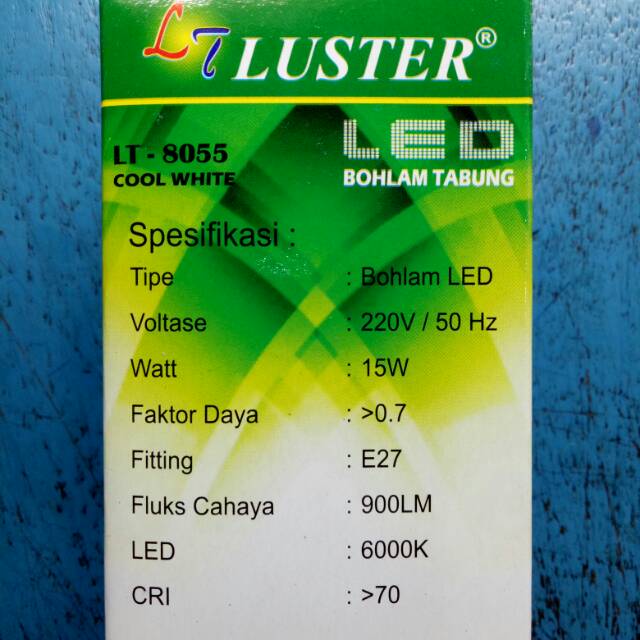 LT LUSTER®
LED
LT - 8055
COOL WHITE
BOHLAM TABUNG
Spesifikasi :
Tipe : Bohlam LED
Voltase : 220V / 50 Hz
Watt : 15W
Faktor Daya : >0.7
Fitting : E27
Fluks Cahaya : 900LM
LED : 6000K
CRI : >70